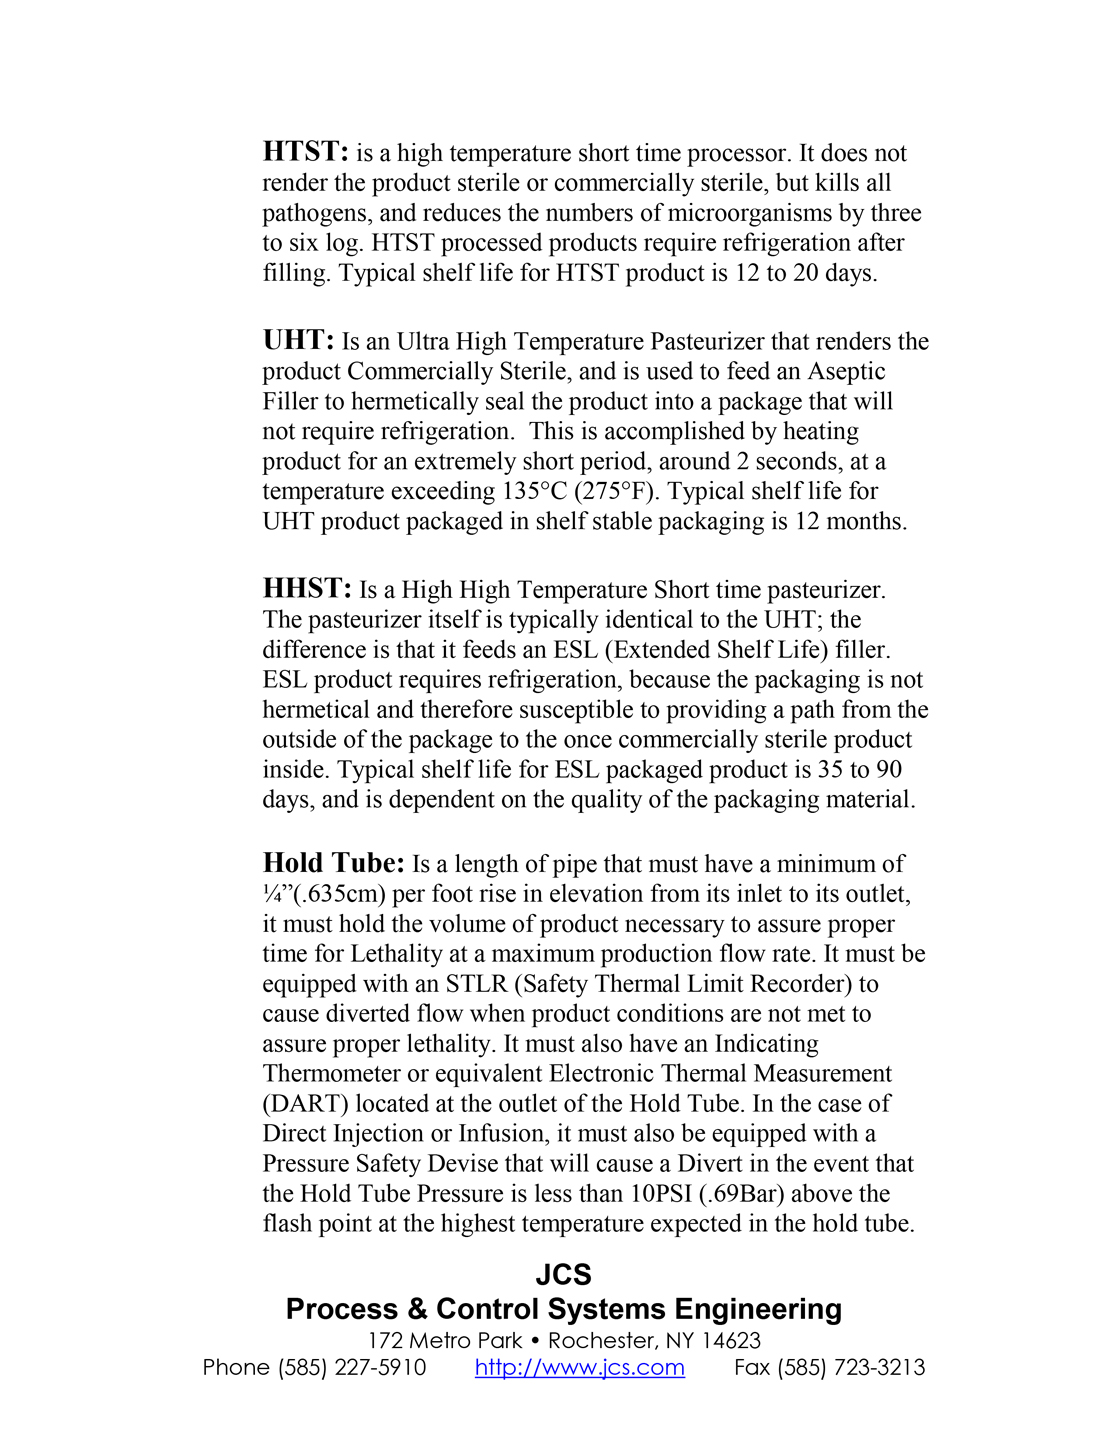 HTST: is a high temperature short time processor. It does not
render the product sterile or commercially sterile, but kills all
pathogens, and reduces the numbers of microorganisms by three
to six log. HTST processed products require refrigeration after
filling. Typical shelf life for HTST product is 12 to 20 days.
UHT: Is an Ultra High Temperature Pasteurizer that renders the
product Commercially Sterile, and is used to feed an Aseptic
Filler to hermetically seal the product into a package that will
not require refrigeration.  This is accomplished by heating
product for an extremely short period, around 2 seconds, at a
temperature exceeding 135°C (275°F). Typical shelf life for
UHT product packaged in shelf stable packaging is 12 months.
HHST: Is a High High Temperature Short time pasteurizer.
The pasteurizer itself is typically identical to the UHT; the
difference is that it feeds an ESL (Extended Shelf Life) filler.
ESL product requires refrigeration, because the packaging is not
hermetical and therefore susceptible to providing a path from the
outside of the package to the once commercially sterile product
inside. Typical shelf life for ESL packaged product is 35 to 90
days, and is dependent on the quality of the packaging material.
Hold Tube: Is a length of pipe that must have a minimum of
¼”(.635cm) per foot rise in elevation from its inlet to its outlet,
it must hold the volume of product necessary to assure proper
time for Lethality at a maximum production flow rate. It must be
equipped with an STLR (Safety Thermal Limit Recorder) to
cause diverted flow when product conditions are not met to
assure proper lethality. It must also have an Indicating
Thermometer or equivalent Electronic Thermal Measurement
(DART) located at the outlet of the Hold Tube. In the case of
Direct Injection or Infusion, it must also be equipped with a
Pressure Safety Devise that will cause a Divert in the event that
the Hold Tube Pressure is less than 10PSI (.69Bar) above the
flash point at the highest temperature expected in the hold tube.
JCS
Process & Control Systems Engineering
172 Metro Park • Rochester, NY 14623
Phone (585) 227-5910 http://www.jcs.com Fax (585) 723-3213